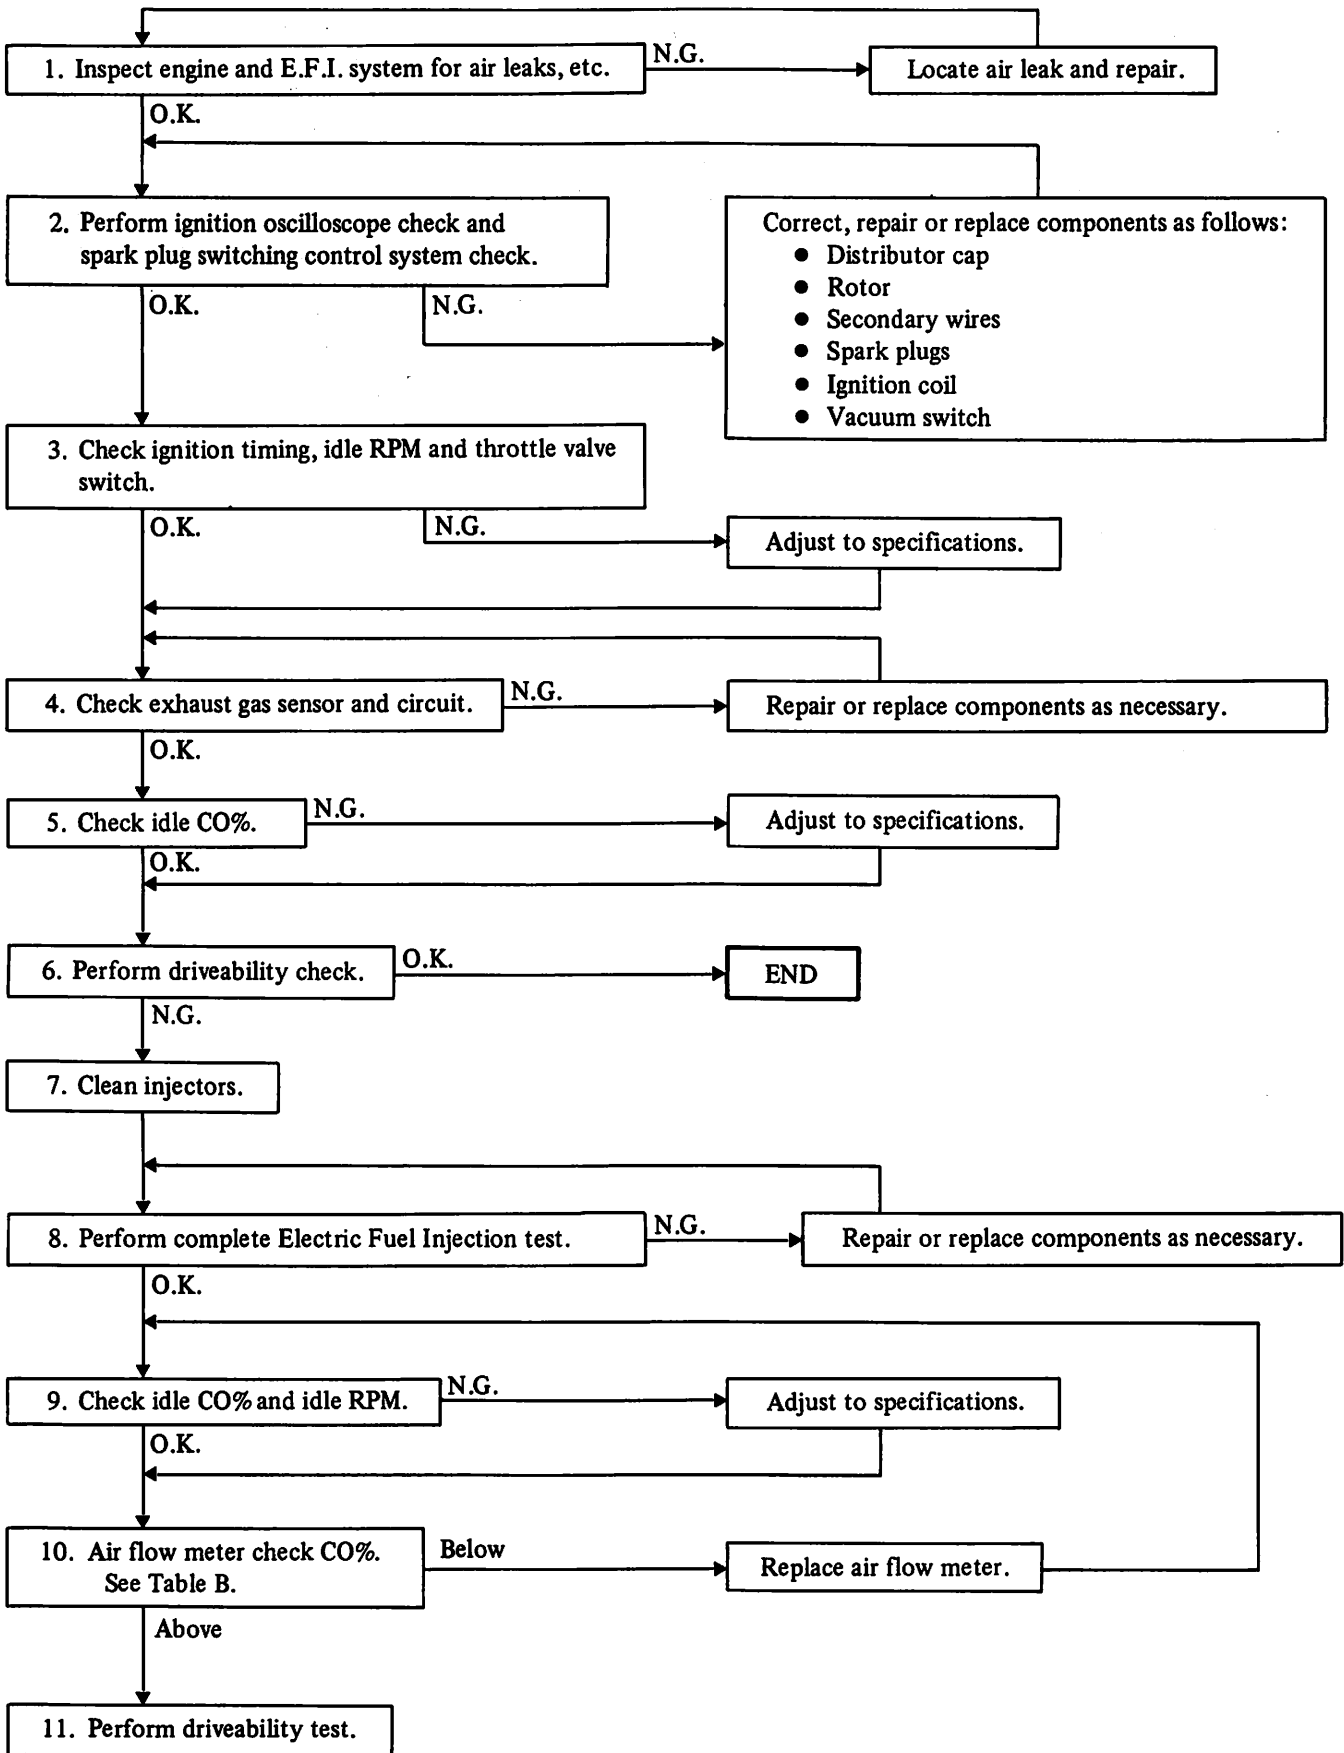 1. Inspect engine and E.F.I. system for air leaks, etc.
N.G.
Locate air leak and repair.
O.K.
2. Perform ignition oscilloscope check and
spark plug switching control system check.
O.K.
N.G.
Correct, repair or replace components as follows:
● Distributor cap
● Rotor
● Secondary wires
● Spark plugs
● Ignition coil
● Vacuum switch
3. Check ignition timing, idle RPM and throttle valve
switch.
O.K.
N.G.
Adjust to specifications.
4. Check exhaust gas sensor and circuit.
N.G.
Repair or replace components as necessary.
O.K.
5. Check idle CO%.
N.G.
Adjust to specifications.
O.K.
6. Perform driveability check.
O.K.
END
N.G.
7. Clean injectors.
8. Perform complete Electric Fuel Injection test.
N.G.
Repair or replace components as necessary.
O.K.
9. Check idle CO% and idle RPM.
N.G.
Adjust to specifications.
O.K.
10. Air flow meter check CO%.
See Table B.
Below
Replace air flow meter.
Above
11. Perform driveability test.